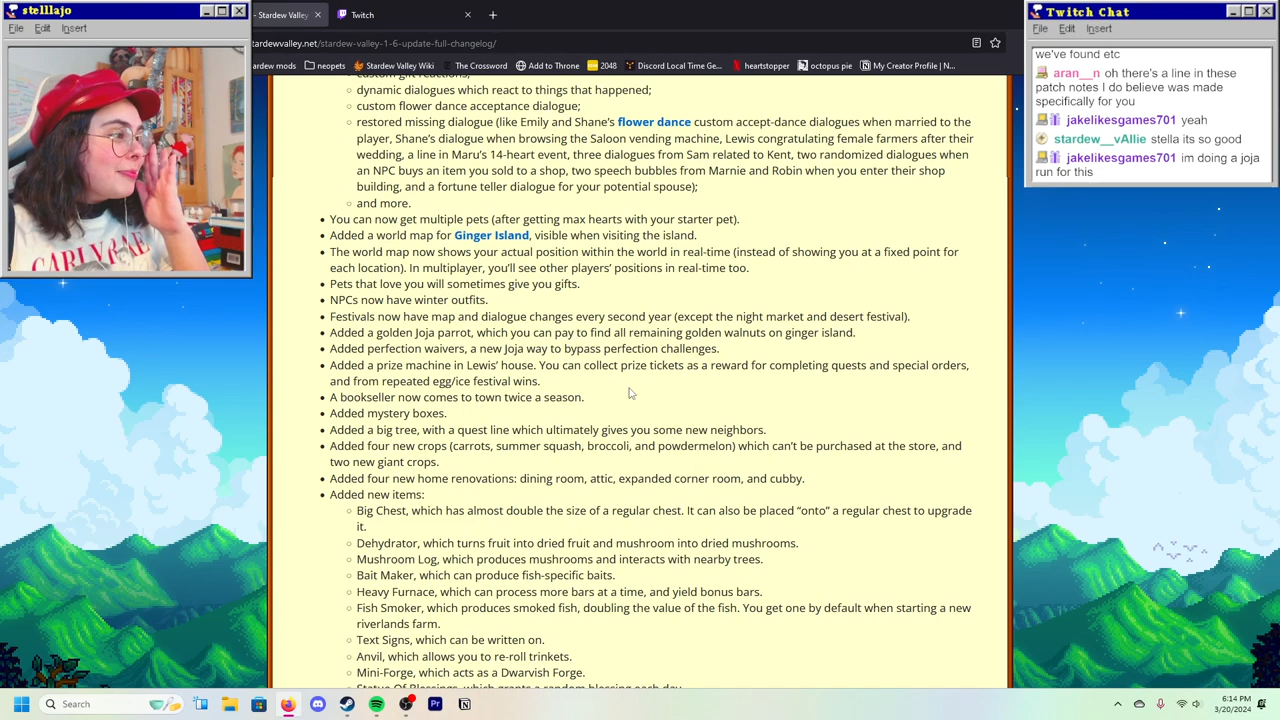 stelllajo
File Edit Insert
- Stardew Valley
Twitch
tardewvalley.net/stardew-valley-1-6-update-full-changelog/
Stardew Valley Wiki
The Crossword
Add to Throne
2048
Discord Local Time Ge...
heartstopper
octopus pie
My Creator Profile | N...
dynamic dialogues which react to things that happened;
custom flower dance acceptance dialogue;
restored missing dialogue (like Emily and Shane's flower dance custom accept-dance dialogues when married to the
player, Shane's dialogue when browsing the Saloon vending machine, Lewis congratulating female farmers after their
wedding, a line in Maru's 14-heart event, three dialogues from Sam related to Kent, two randomized dialogues when
an NPC buys an item you sold to a shop, two speech bubbles from Marnie and Robin when you enter their shop
building, and a fortune teller dialogue for your potential spouse);
and more.
You can now get multiple pets (after getting max hearts with your starter pet).
Added a world map for Ginger Island, visible when visiting the island.
The world map now shows your actual position within the world in real-time (instead of showing you at a fixed point for
each location). In multiplayer, you'll see other players' positions in real-time too.
Pets that love you will sometimes give you gifts.
NPCs now have winter outfits.
Festivals now have map and dialogue changes every second year (except the night market and desert festival).
Added a golden Joja parrot, which you can pay to find all remaining golden walnuts on ginger island.
Added perfection waivers, a new Joja way to bypass perfection challenges.
Added a prize machine in Lewis' house. You can collect prize tickets as a reward for completing quests and special orders,
and from repeated egg/ice festival wins.
A bookseller now comes to town twice a season.
Added mystery boxes.
Added a big tree, with a quest line which ultimately gives you some new neighbors.
Added four new crops (carrots, summer squash, broccoli, and powdermelon) which can't be purchased at the store, and
two new giant crops.
Added four new home renovations: dining room, attic, expanded corner room, and cubby.
Added new items:
Big Chest, which has almost double the size of a regular chest. It can also be placed "onto" a regular chest to upgrade
it.
Dehydrator, which turns fruit into dried fruit and mushroom into dried mushrooms.
Mushroom Log, which produces mushrooms and interacts with nearby trees.
Bait Maker, which can produce fish-specific baits.
Heavy Furnace, which can process more bars at a time, and yield bonus bars.
Fish Smoker, which produces smoked fish, doubling the value of the fish. You get one by default when starting a new
riverlands farm.
Text Signs, which can be written on.
Anvil, which allows you to re-roll trinkets.
Mini-Forge, which acts as a Dwarvish Forge.
Twitch Chat
File Edit Insert
we've found etc
aran__n oh there's a line in these
patch notes I do believe was made
specifically for you
jakelikesgames701 yeah
stardew__vAllie stella its so good
jakelikesgames701 im doing a joja
run for this
Search
6:14 PM
3/20/2024